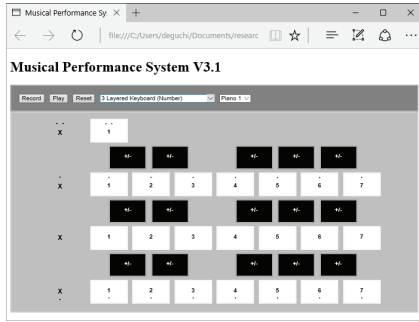 Musical Performance Sy
file:///C:/Users/deguchi/Documents/researc
Musical Performance System V3.1
Record Play Reset 3 Layered Keyboard (Number) Piano 1
. . . .
X 1
+/- +/- +/- +/- +/-
. . . . . . . .
X 1 2 3 4 5 6 7
+/- +/- +/- +/- +/-
X 1 2 3 4 5 6 7
+/- +/- +/- +/- +/-
X 1 2 3 4 5 6 7
. . . . . . . .